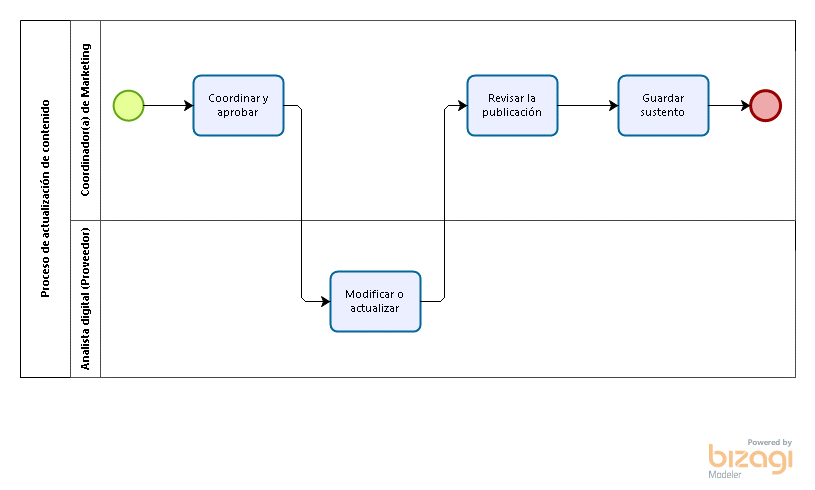 Proceso de actualización de contenido
Coordinador(a) de Marketing
Coordinar y
aprobar
Revisar la
publicación
Guardar
sustento
Analista digital (Proveedor)
Modificar o
actualizar
Powered by
bizagi
Modeler